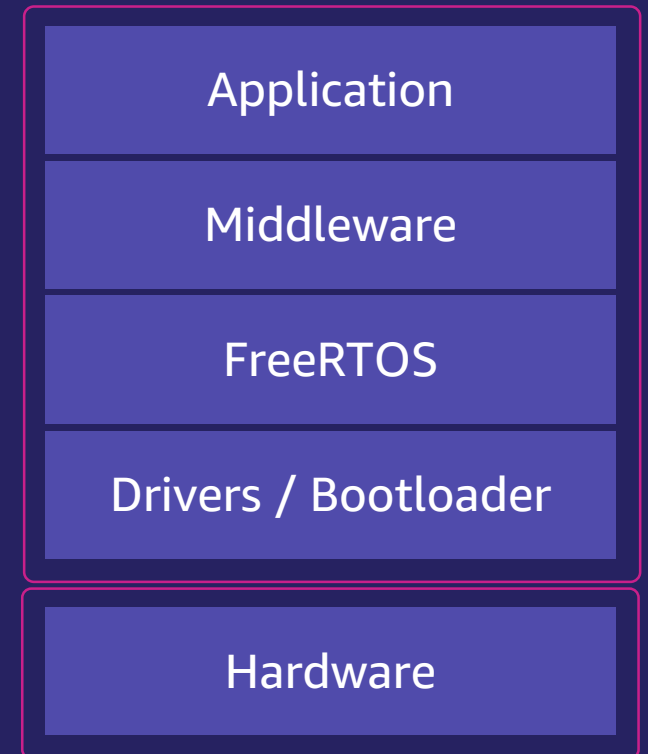 Application
Middleware
FreeRTOS
Drivers / Bootloader
Hardware